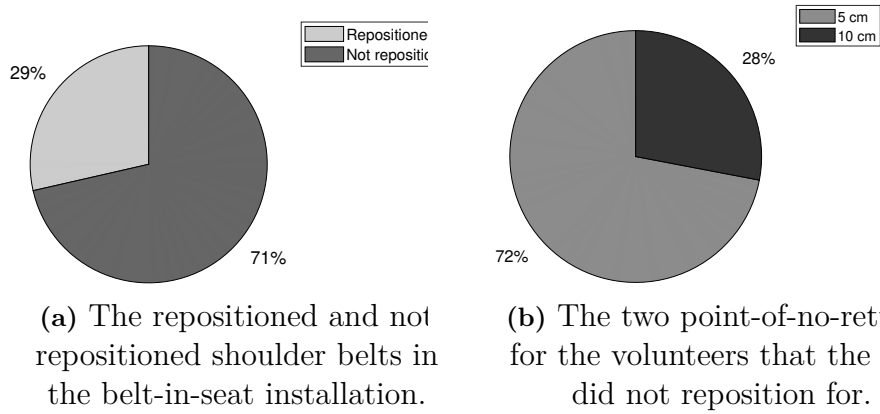 Repositione
Not repositic
29%
71%
(a) The repositioned and not
repositioned shoulder belts in
the belt-in-seat installation.
5 cm
10 cm
28%
72%
(b) The two point-of-no-ret
for the volunteers that the
did not reposition for.